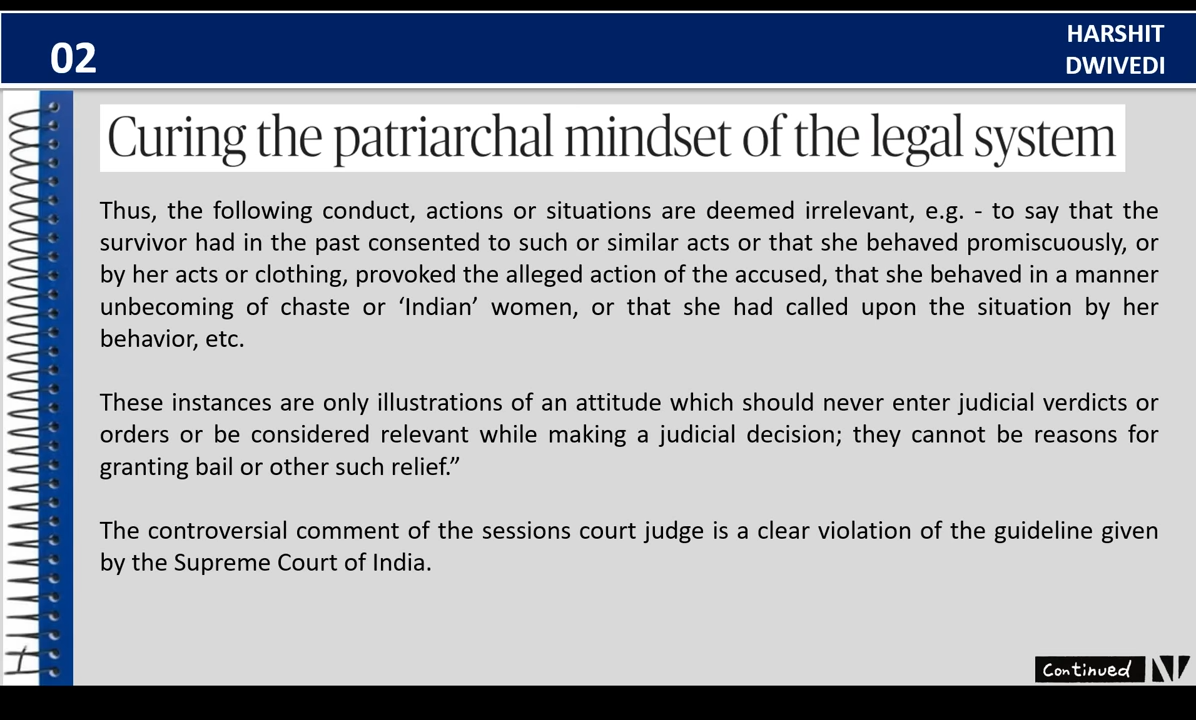 02
HARSHIT
DWIVEDI
Curing the patriarchal mindset of the legal system
Thus, the following conduct, actions or situations are deemed irrelevant, e.g. - to say that the
survivor had in the past consented to such or similar acts or that she behaved promiscuously, or
by her acts or clothing, provoked the alleged action of the accused, that she behaved in a manner
unbecoming of chaste or ‘Indian’ women, or that she had called upon the situation by her
behavior, etc.
These instances are only illustrations of an attitude which should never enter judicial verdicts or
orders or be considered relevant while making a judicial decision; they cannot be reasons for
granting bail or other such relief.”
The controversial comment of the sessions court judge is a clear violation of the guideline given
by the Supreme Court of India.
Continued